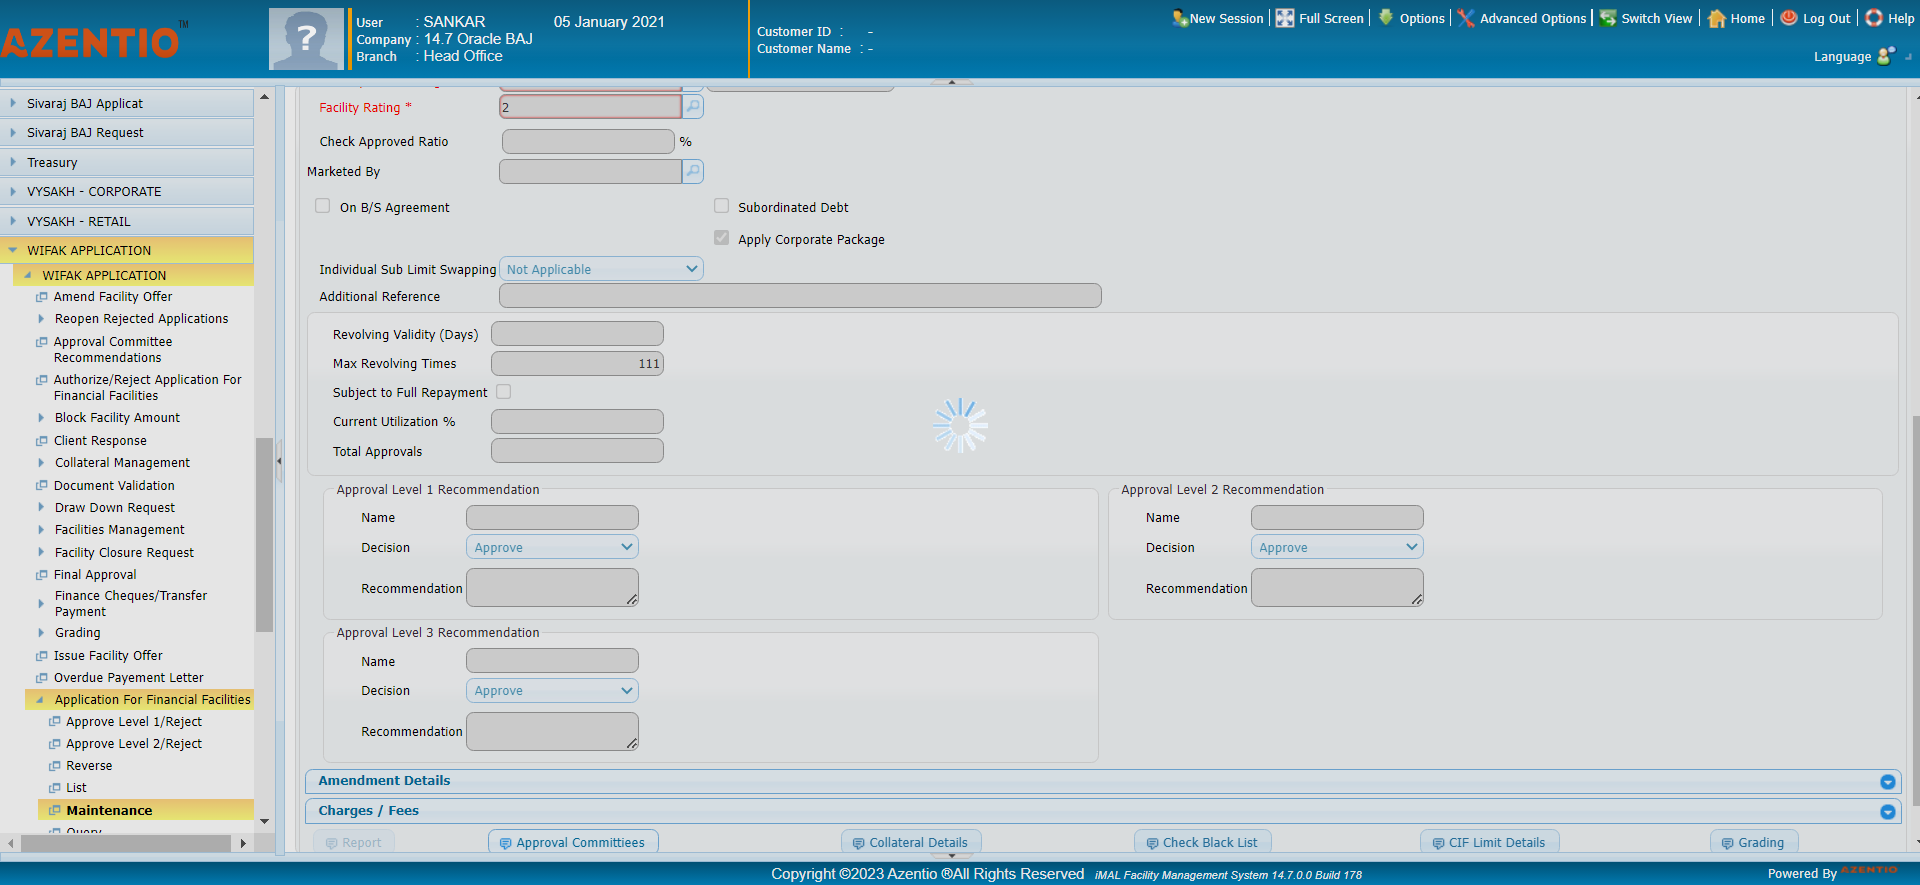 AZENTIO™
?
User : SANKAR 05 January 2021
Company : 14.7 Oracle BAJ
Branch : Head Office
Customer ID : -
Customer Name : -
New Session Full Screen Options Advanced Options Switch View Home Log Out Help
Language
Sivaraj BAJ Applicat
Sivaraj BAJ Request
Treasury
VYSAKH - CORPORATE
VYSAKH - RETAIL
WIFAK APPLICATION
WIFAK APPLICATION
Amend Facility Offer
Reopen Rejected Applications
Approval Committee
Recommendations
Authorize/Reject Application For
Financial Facilities
Block Facility Amount
Client Response
Collateral Management
Document Validation
Draw Down Request
Facilities Management
Facility Closure Request
Final Approval
Finance Cheques/Transfer
Payment
Grading
Issue Facility Offer
Overdue Payement Letter
Application For Financial Facilities
Approve Level 1/Reject
Approve Level 2/Reject
Reverse
List
Maintenance
Query
Facility Rating * 2
Check Approved Ratio %
Marketed By
On B/S Agreement Subordinated Debt
Apply Corporate Package
Individual Sub Limit Swapping Not Applicable
Additional Reference
Revolving Validity (Days)
Max Revolving Times 111
Subject to Full Repayment
Current Utilization %
Total Approvals
Approval Level 1 Recommendation
Name
Decision Approve
Recommendation
Approval Level 2 Recommendation
Name
Decision Approve
Recommendation
Approval Level 3 Recommendation
Name
Decision Approve
Recommendation
Amendment Details
Charges / Fees
Report Approval Committees Collateral Details Check Black List CIF Limit Details Grading
Copyright ©2023 Azentio ®All Rights Reserved iMAL Facility Management System 14.7.0.0 Build 178
Powered By AZENTIO